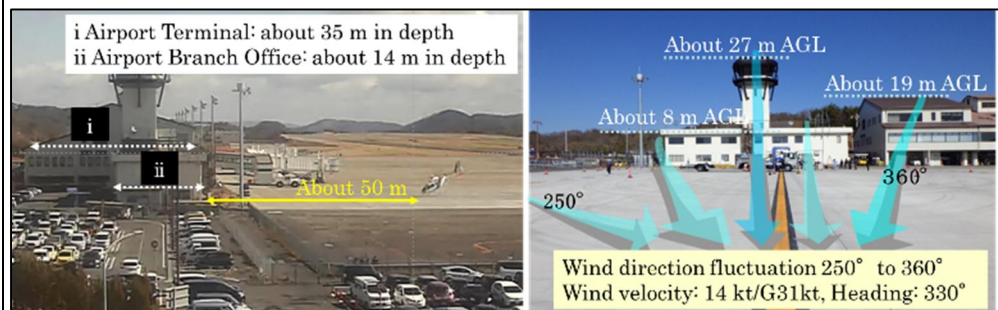 i Airport Terminal: about 35 m in depth
ii Airport Branch Office: about 14 m in depth
i
ii
About 50 m
About 27 m AGL
About 19 m AGL
About 8 m AGL
250°
360°
Wind direction fluctuation 250° to 360°
Wind velocity: 14 kt/G31kt, Heading: 330°